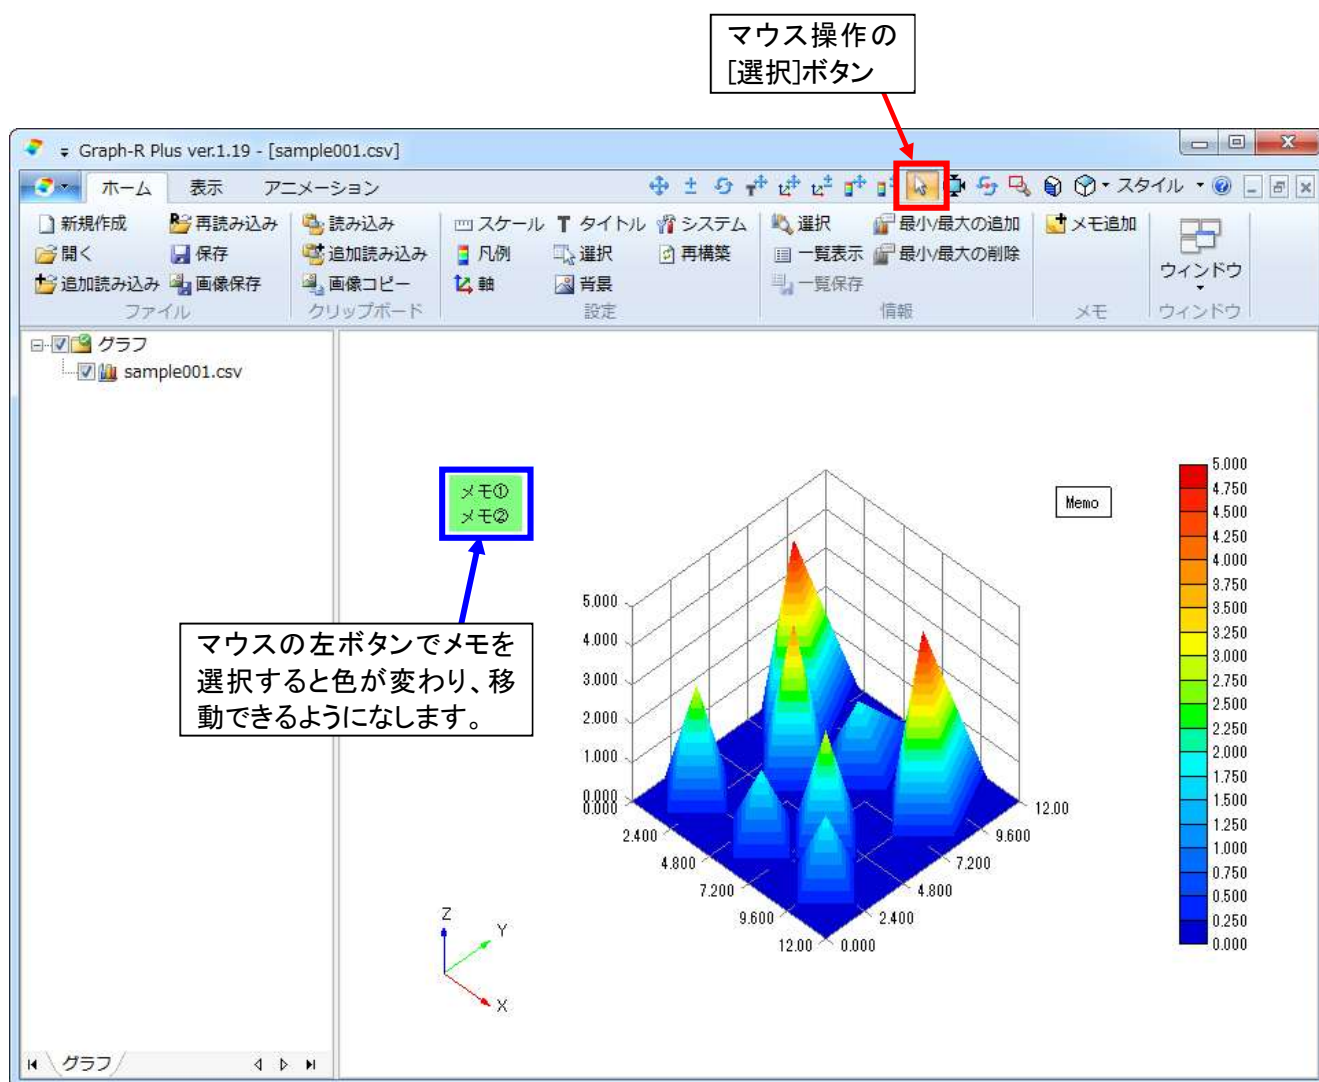 マウス操作の
[選択]ボタン
Graph-R Plus ver.1.19 - [sample001.csv]
ホーム 表示 アニメーション スタイル
新規作成 再読み込み 読み込み スケール タイトル システム 選択 最小/最大の追加 メモ追加
開く 保存 追加読み込み 凡例 選択 再構築 一覧表示 最小/最大の削除
追加読み込み 画像保存 画像コピー 軸 背景 一覧保存 ウィンドウ
ファイル クリップボード 設定 情報 メモ ウィンドウ
グラフ
sample001.csv
メモ①
メモ②
マウスの左ボタンでメモを
選択すると色が変わり、移
動できるようになします。
Memo
5.000
4.000
3.000
2.000
1.000
0.000
0.000
2.400
4.800
7.200
9.600
12.00
0.000
2.400
4.800
7.200
9.600
12.00
5.000
4.750
4.500
4.250
4.000
3.750
3.500
3.250
3.000
2.750
2.500
2.250
2.000
1.750
1.500
1.250
1.000
0.750
0.500
0.250
0.000
Z
Y
X
グラフ